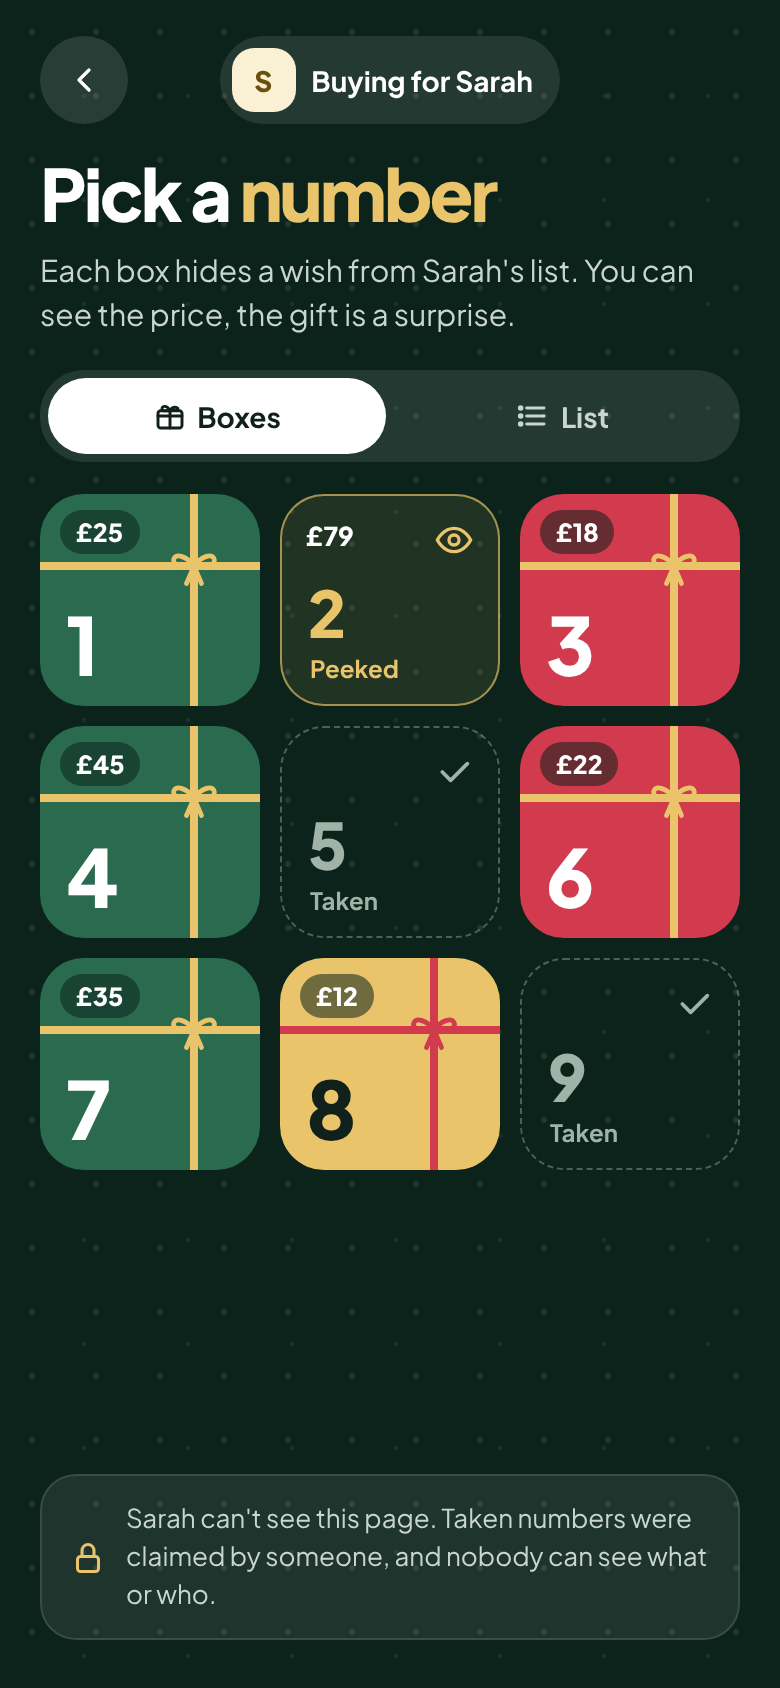 S
Buying for Sarah
Pick a number
Each box hides a wish from Sarah's list. You can
see the price, the gift is a surprise.
Boxes
List
£25
1
£79
2
Peeked
£18
3
£45
4
5
Taken
£22
6
£35
7
£12
8
9
Taken
Sarah can't see this page. Taken numbers were
claimed by someone, and nobody can see what
or who.